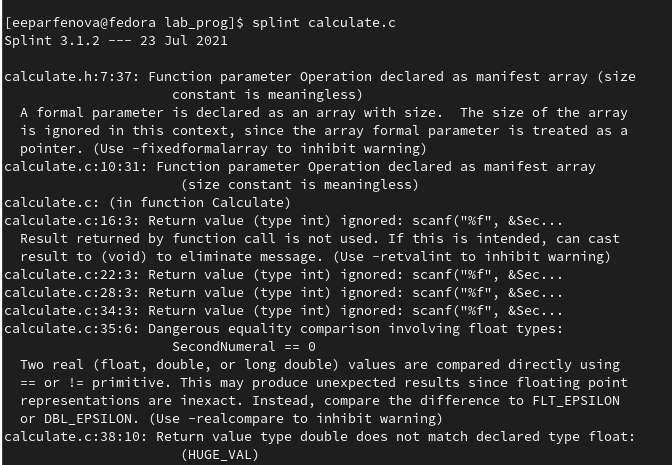 [eeparfenova@fedora lab_prog]$ splint calculate.c
Splint 3.1.2 --- 23 Jul 2021
calculate.h:7:37: Function parameter Operation declared as manifest array (size
constant is meaningless)
A formal parameter is declared as an array with size.  The size of the array
is ignored in this context, since the array formal parameter is treated as a
pointer. (Use -fixedformalarray to inhibit warning)
calculate.c:10:31: Function parameter Operation declared as manifest array
(size constant is meaningless)
calculate.c: (in function Calculate)
calculate.c:16:3: Return value (type int) ignored: scanf("%f", &Sec...
Result returned by function call is not used. If this is intended, can cast
result to (void) to eliminate message. (Use -retvalint to inhibit warning)
calculate.c:22:3: Return value (type int) ignored: scanf("%f", &Sec...
calculate.c:28:3: Return value (type int) ignored: scanf("%f", &Sec...
calculate.c:34:3: Return value (type int) ignored: scanf("%f", &Sec...
calculate.c:35:6: Dangerous equality comparison involving float types:
SecondNumeral == 0
Two real (float, double, or long double) values are compared directly using
== or != primitive. This may produce unexpected results since floating point
representations are inexact. Instead, compare the difference to FLT_EPSILON
or DBL_EPSILON. (Use -realcompare to inhibit warning)
calculate.c:38:10: Return value type double does not match declared type float:
(HUGE_VAL)